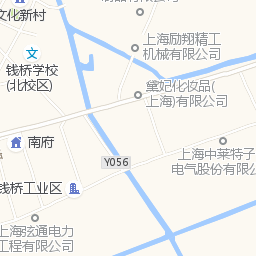 文化新村
上海励翔精工
机械有限公司
钱桥学校
(北校区)
黛妃化妆品(
上海)有限公司
南府
上海中莱特子
电气股份有限公
Y056
钱桥工业区
上海弦通电力
工程有限公司